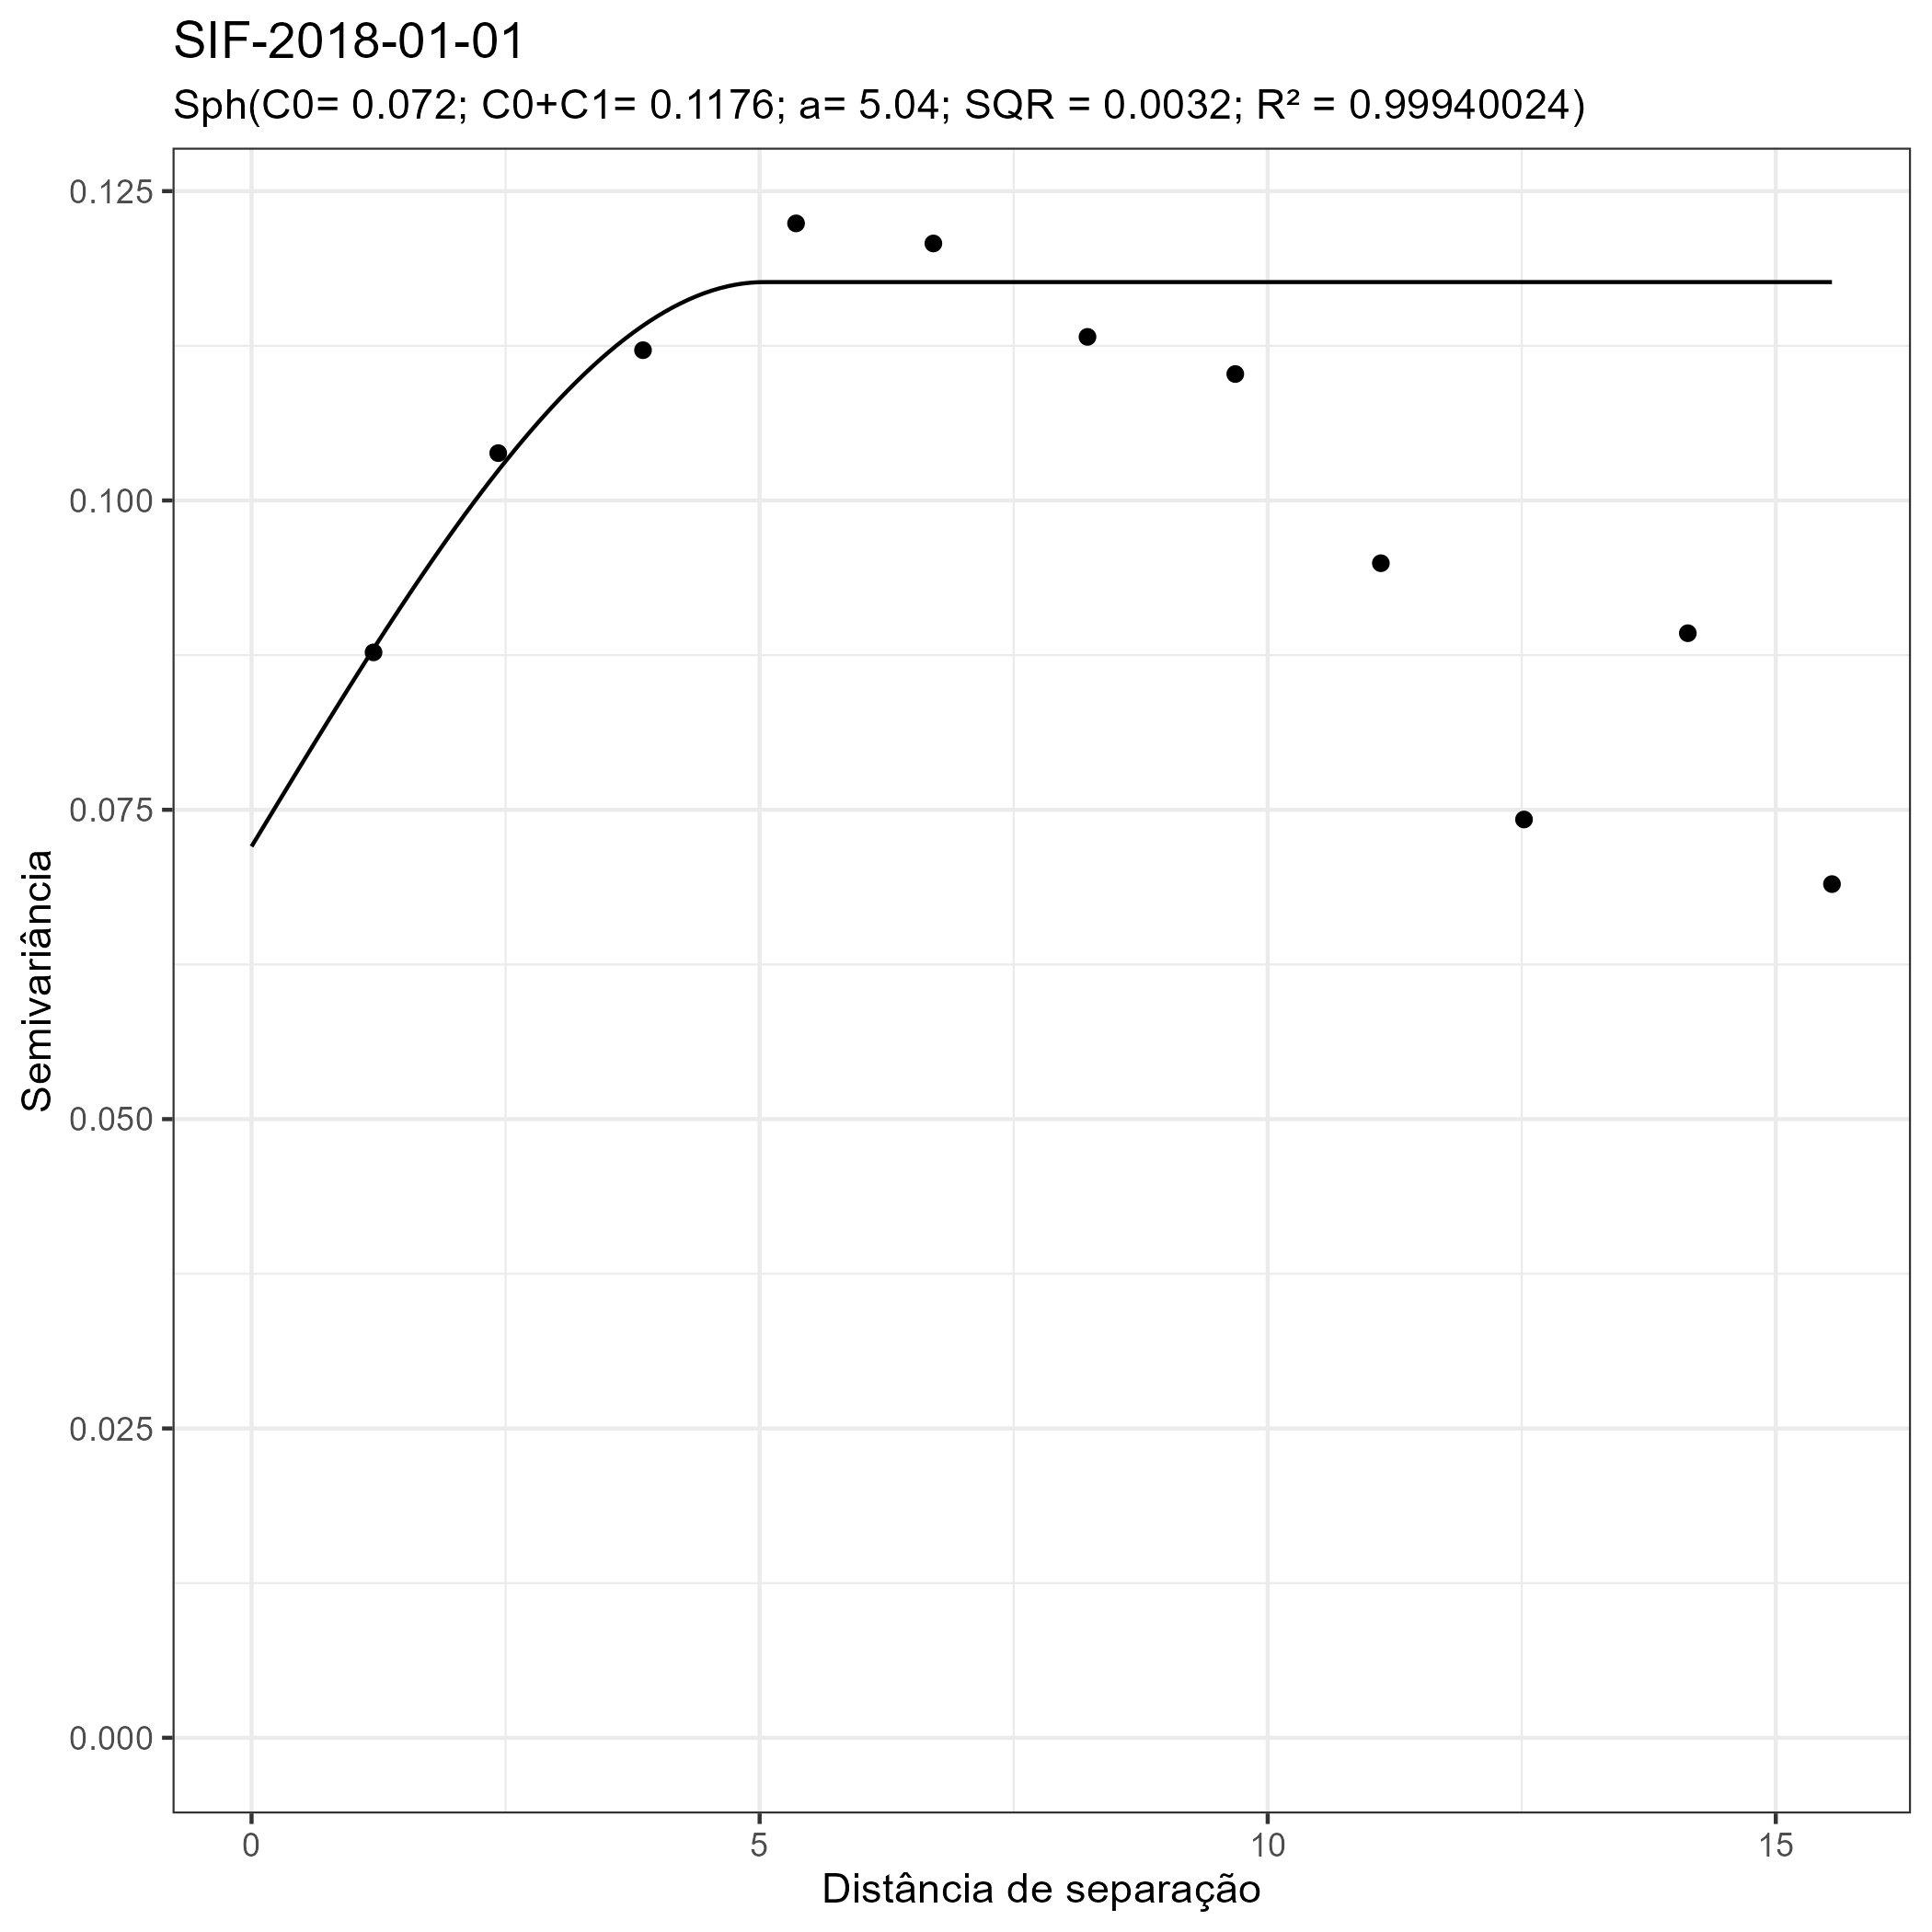 SIF-2018-01-01
Sph(C0= 0.072; C0+C1= 0.1176; a= 5.04; SQR = 0.0032; R² = 0.99940024)
0.125
0.100
0.075
0.050
0.025
0.000
Semivariância
0 5 10 15
Distância de separação